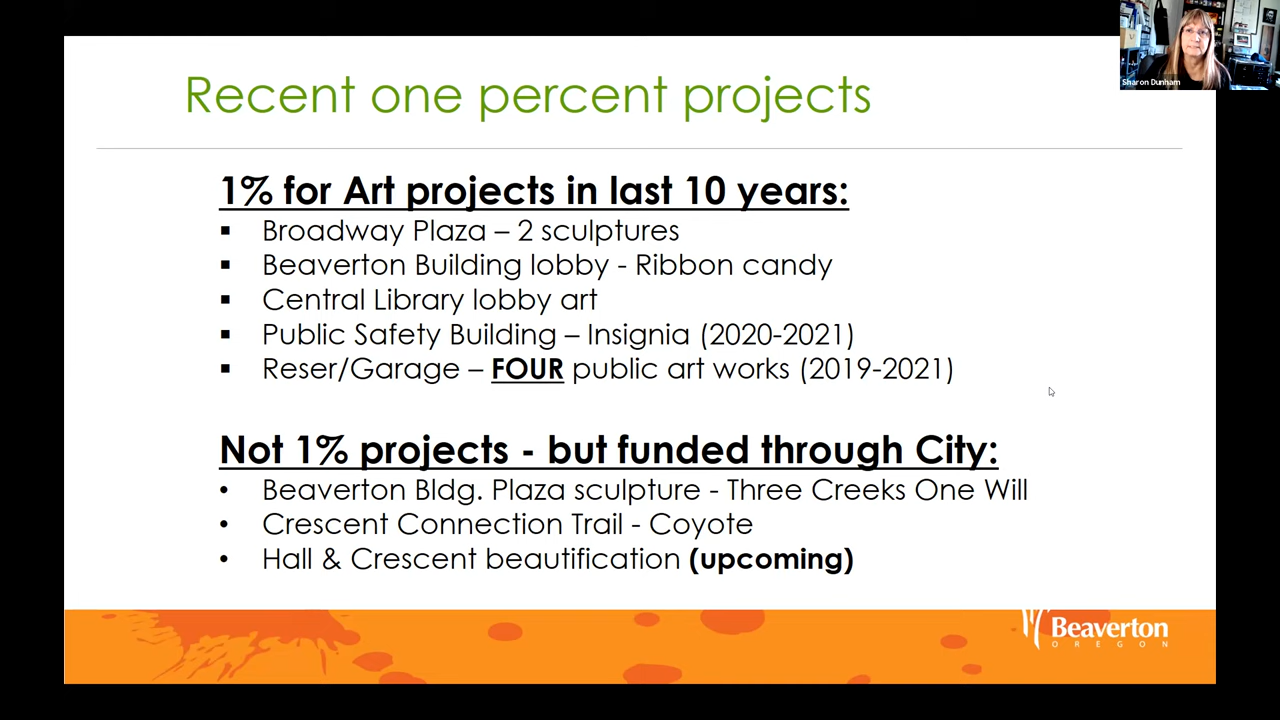 Recent one percent projects
Sharon Dunham
1% for Art projects in last 10 years:
▪ Broadway Plaza – 2 sculptures
▪ Beaverton Building lobby - Ribbon candy
▪ Central Library lobby art
▪ Public Safety Building – Insignia (2020-2021)
▪ Reser/Garage – FOUR public art works (2019-2021)
Not 1% projects - but funded through City:
• Beaverton Bldg. Plaza sculpture - Three Creeks One Will
• Crescent Connection Trail - Coyote
• Hall & Crescent beautification (upcoming)
Beaverton
OREGON